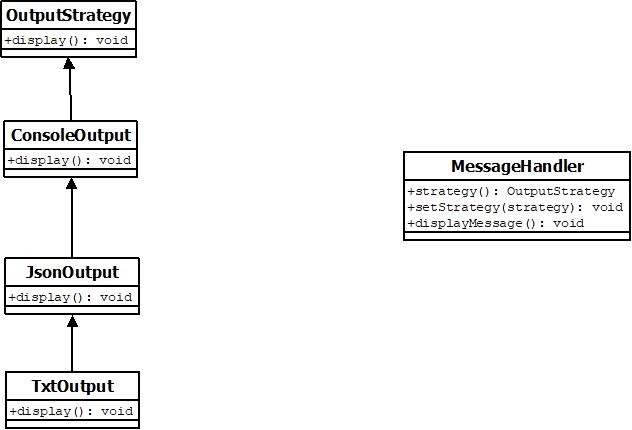 OutputStrategy
+display(): void
ConsoleOutput
+display(): void
MessageHandler
+strategy(): OutputStrategy
+setStrategy(strategy): void
+displayMessage(): void
JsonOutput
+display(): void
TxtOutput
+display(): void